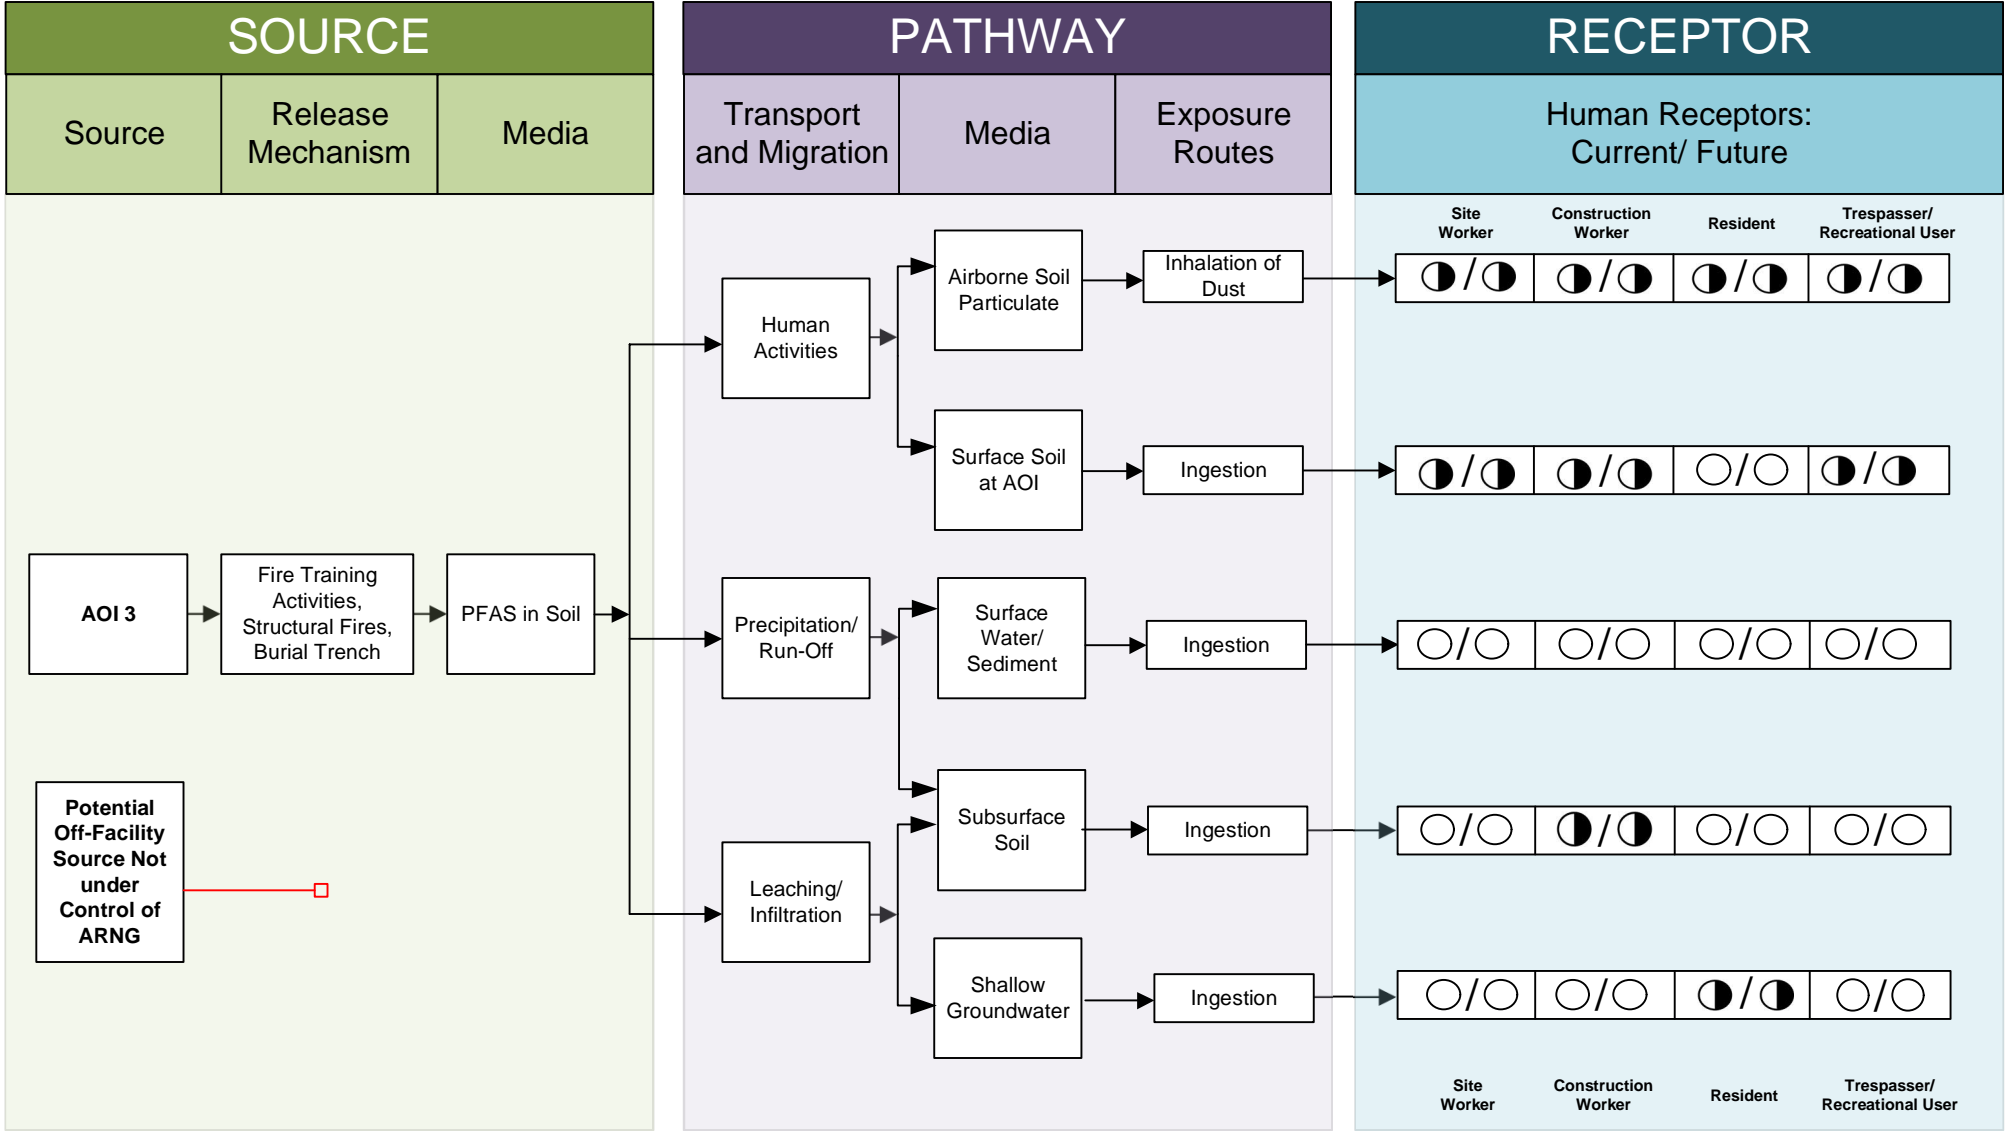 SOURCE
PATHWAY
RECEPTOR
Source
Release
Mechanism
Media
Transport
and Migration
Media
Exposure
Routes
Human Receptors:
Current/ Future
Site
Worker
Construction
Worker
Resident
Trespasser/
Recreational User
Human
Activities
Airborne Soil
Particulate
Inhalation of
Dust
/
/
/
/
Surface Soil
at AOI
Ingestion
/
/
/
/
AOI 3
Fire Training
Activities,
Structural Fires,
Burial Trench
PFAS in Soil
Precipitation/
Run-Off
Surface
Water/
Sediment
Ingestion
/
/
/
/
Potential
Off-Facility
Source Not
under
Control of
ARNG
Subsurface
Soil
Ingestion
/
/
/
/
Leaching/
Infiltration
Shallow
Groundwater
Ingestion
/
/
/
/
Site
Worker
Construction
Worker
Resident
Trespasser/
Recreational User